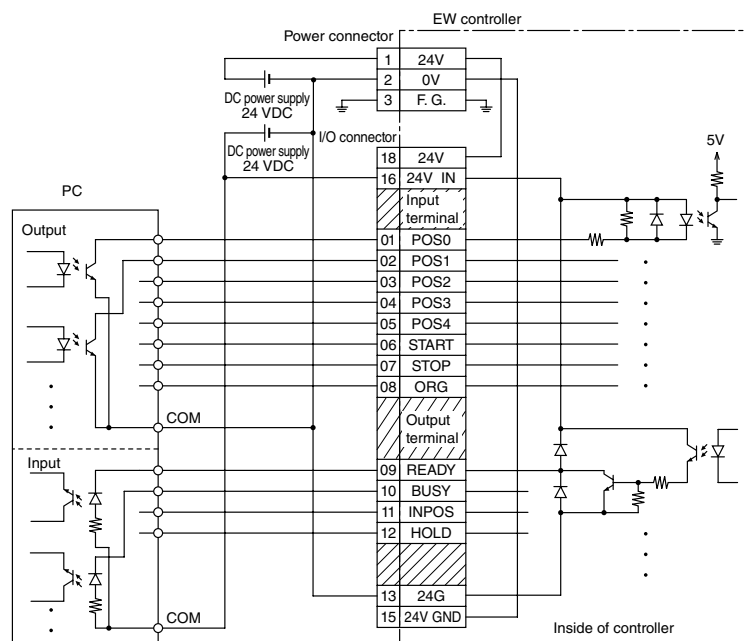 EW controller
Power connector
1 24V
2 0V
3 F. G.
DC power supply
24 VDC
I/O connector
DC power supply
24 VDC
18 24V
16 24V IN
5V
PC
Input
terminal
Output
01 POS0
02 POS1
03 POS2
04 POS3
05 POS4
06 START
07 STOP
08 ORG
COM
Output
terminal
Input
09 READY
10 BUSY
11 INPOS
12 HOLD
13 24G
15 24V GND
COM
Inside of controller